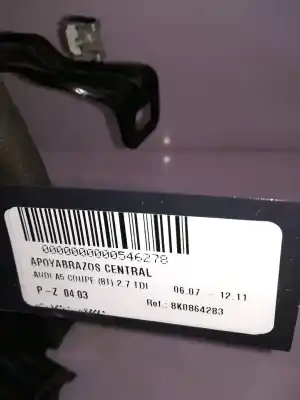 0000000000546278
APOYABRAZOS CENTRAL
AUDI A5 COUPE (8T) 2.7 TDI 06.07 - 12.11
P -Z 04 03 Ref.: 8K0864283